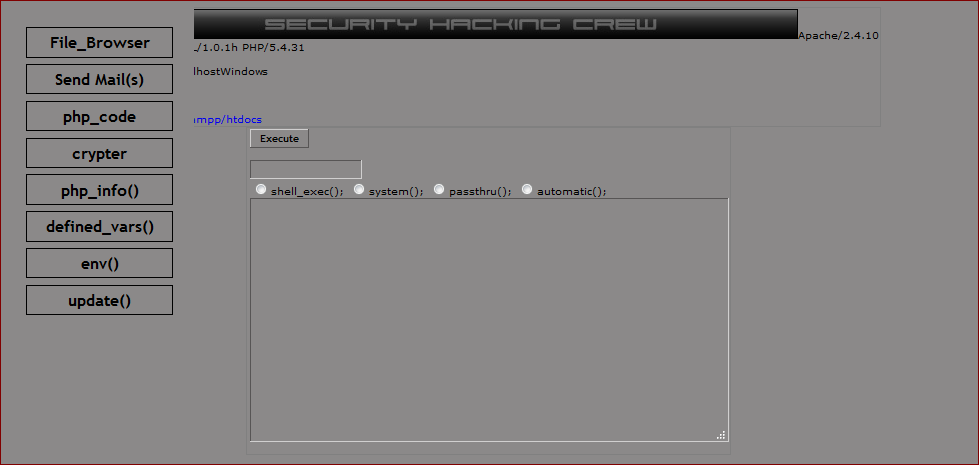 SECURITY HACKING CREW
Apache/2.4.10
/1.0.1h PHP/5.4.31
lhostWindows
mpp/htdocs
File_Browser
Send Mail(s)
php_code
crypter
php_info()
defined_vars()
env()
update()
Execute
shell_exec(); system(); passthru(); automatic();